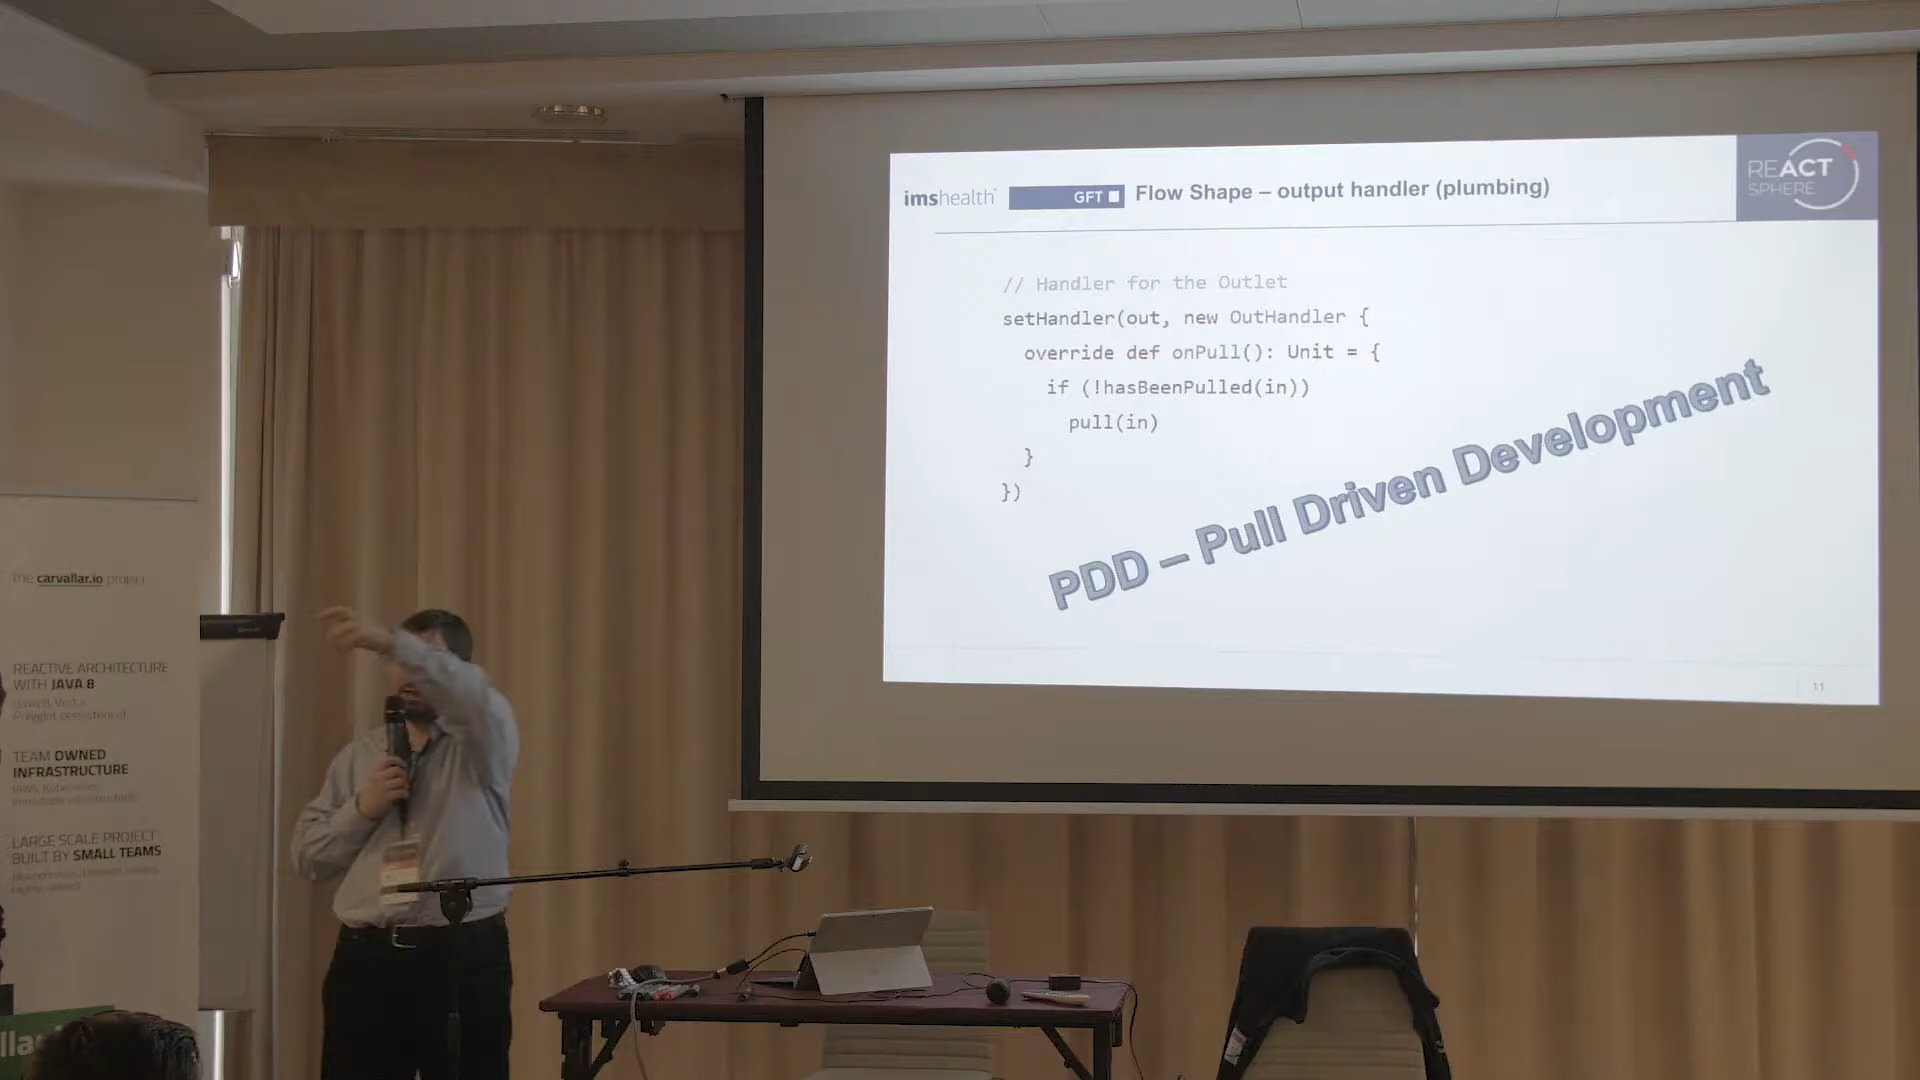 imshealth
GFT
Flow Shape – output handler (plumbing)
REACT
SPHERE
// Handler for the Outlet
setHandler(out, new OutHandler {
override def onPull(): Unit = {
if (!hasBeenPulled(in))
pull(in)
}
})
PDD – Pull Driven Development
11
the carvallar.io project
REACTIVE ARCHITECTURE
WITH JAVA 8
TEAM OWNED
INFRASTRUCTURE
LARGE SCALE PROJECT
BUILT BY SMALL TEAMS